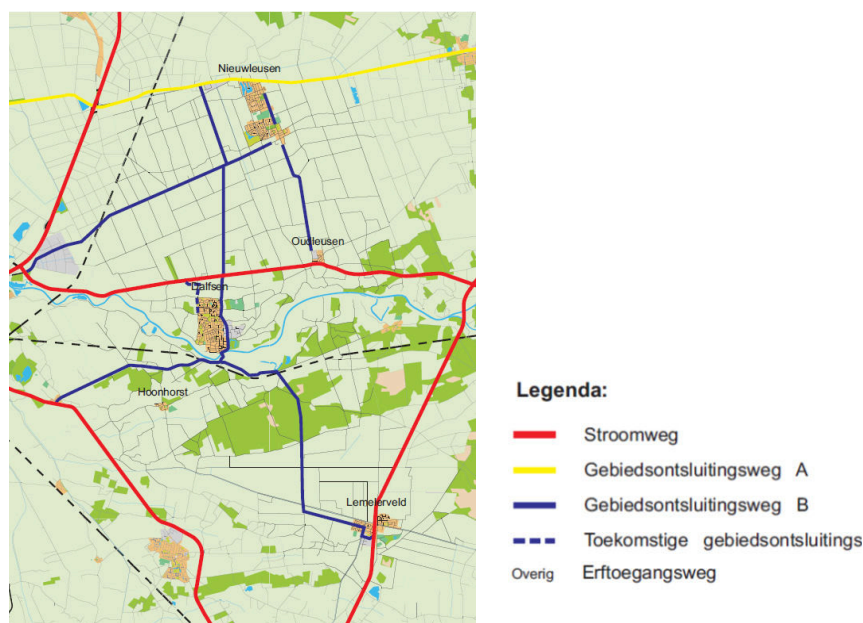 Nieuwleusen
Oudleusen
Dalfsen
Hoonhorst
Lemelerveld
Legenda:
Stroomweg
Gebiedsontsluitingsweg A
Gebiedsontsluitingsweg B
Toekomstige gebiedsontsluitings
Overig Erftoegangsweg